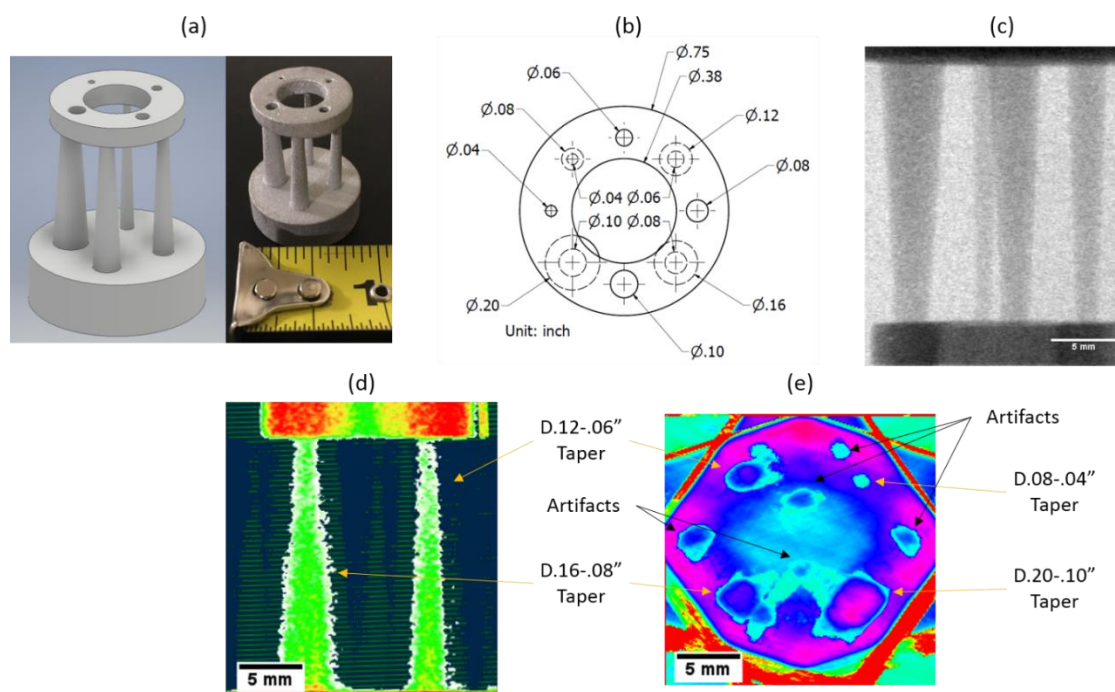 (a)
(b)
(c)
Ø.75
Ø.38
Ø.06
Ø.08
Ø.12
Ø.04
Ø.08
Ø.04 Ø.06
Ø.10 Ø.08
Ø.20
Ø.16
Unit: inch
Ø.10
1
5 mm
(d)
(e)
D.12-.06”
Taper
Artifacts
D.16-.08”
Taper
5 mm
Artifacts
D.08-.04”
Taper
D.20-.10”
Taper
5 mm